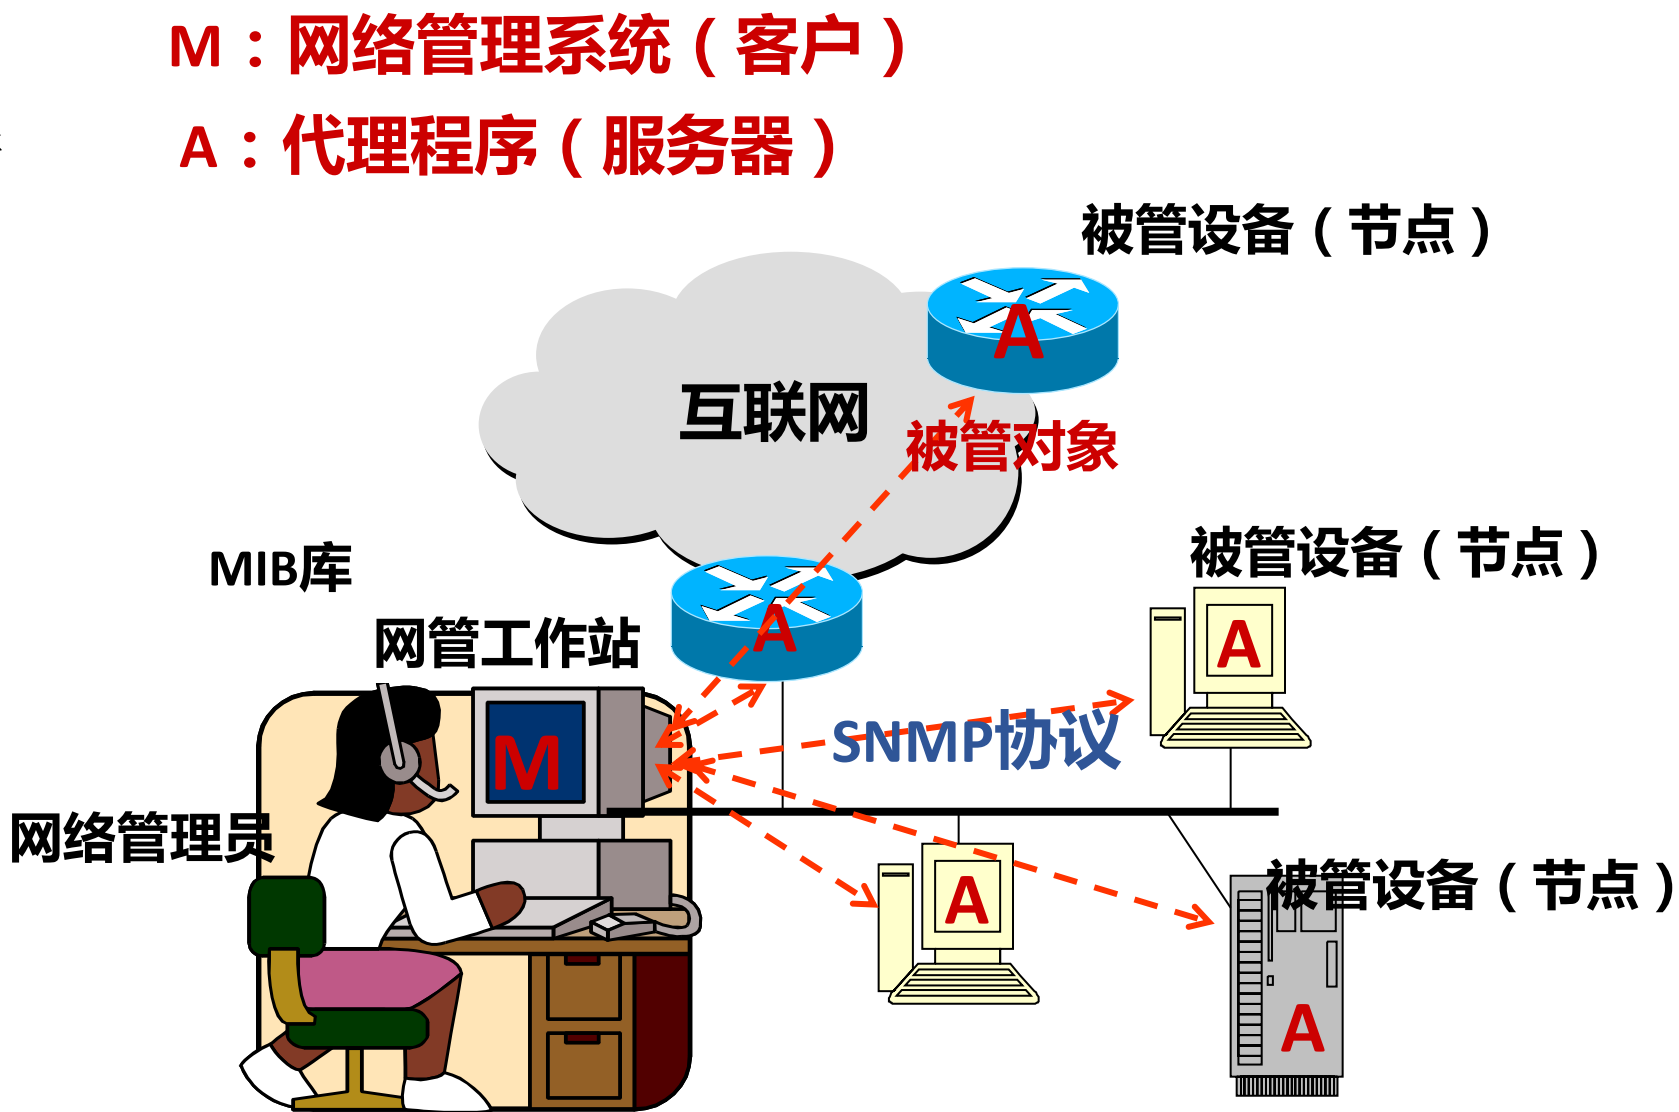 M：网络管理系统（客户）
A：代理程序（服务器）
被管设备（节点）
A
互联网
被管对象
MIB库
被管设备（节点）
网管工作站
A
A
M
SNMP协议
网络管理员
A
被管设备（节点）
A